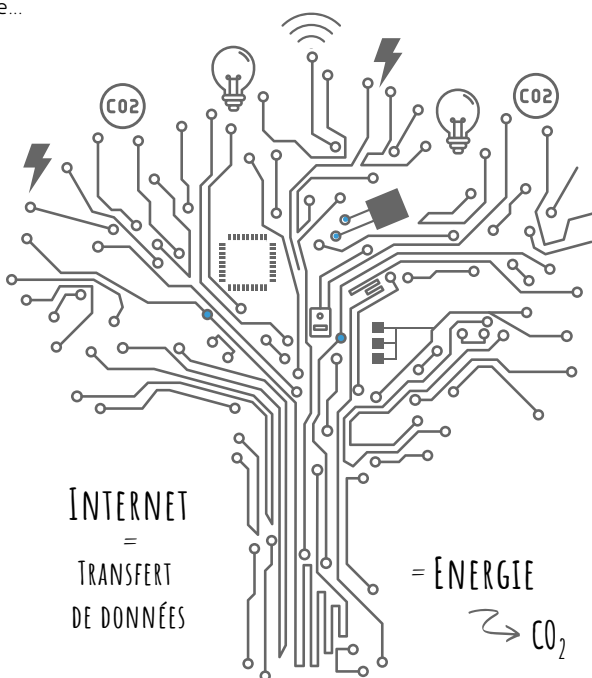 e...
CO2
CO2
INTERNET
=
TRANSFERT
DE DONNÉES
= ENERGIE
CO₂